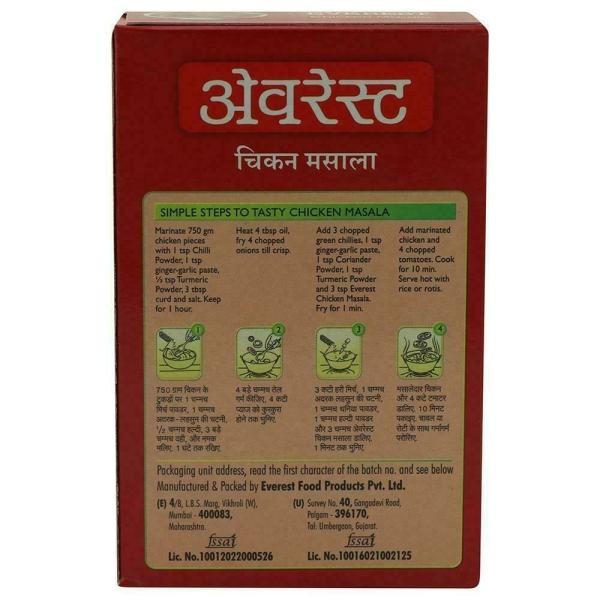 अेवरेस्ट
चिकन मसाला
SIMPLE STEPS TO TASTY CHICKEN MASALA
Marinate 750 gm
chicken pieces
with 1 tsp Chilli
Powder, 1 tsp
ginger-garlic paste,
½ tsp Turmeric
Powder, 3 tbsp
curd and salt. Keep
for 1 hour.
Heat 4 tbsp oil,
fry 4 chopped
onions till crisp.
Add 3 chopped
green chillies, 1 tsp
ginger-garlic paste,
1 tsp Coriander
Powder, 1 tsp
Turmeric Powder
and 3 tsp Everest
Chicken Masala.
Fry for 1 min.
Add marinated
chicken and
4 chopped
tomatoes. Cook
for 10 min.
Serve hot with
rice or rotis.
1
2
3
4
750 ग्राम चिकन के
टुकड़ों पर 1 चम्मच
मिर्च पावडर, 1 चम्मच
अदरक-लहसुन की चटनी,
½ चम्मच हल्दी, 3 बड़े
चम्मच दही, और नमक
मलिए. 1 घंटे तक रखिए.
4 बड़े चम्मच तेल
गर्म कीजिए, 4 कटी
प्याज को कुरकुरा
होने तक भुनिए.
3 कटी हरी मिर्च, 1 चम्मच
अदरक लहसुन की चटनी,
1 चम्मच धनिया पावडर,
1 चम्मच हल्दी पावडर
और 3 चम्मच अेवरेस्ट
चिकन मसाला डालिए.
1 मिनट तक भुनिए.
मसालेदार चिकन
और 4 कटे टमाटर
डालिए. 10 मिनट
पकाइए. चावल या
रोटी के साथ गर्मागर्म
परोसिए.
Packaging unit address, read the first character of the batch no. and see below
Manufactured & Packed by Everest Food Products Pvt. Ltd.
(E) 4/B, L.B.S. Marg, Vikhroli (W),
Mumbai - 400083,
Maharashtra.
fssai
Lic. No.10012022000526
(U) Survey No. 40, Gangadevi Road,
Palgam - 396170,
Tal: Umbergaon, Gujarat.
fssai
Lic. No.10016021002125